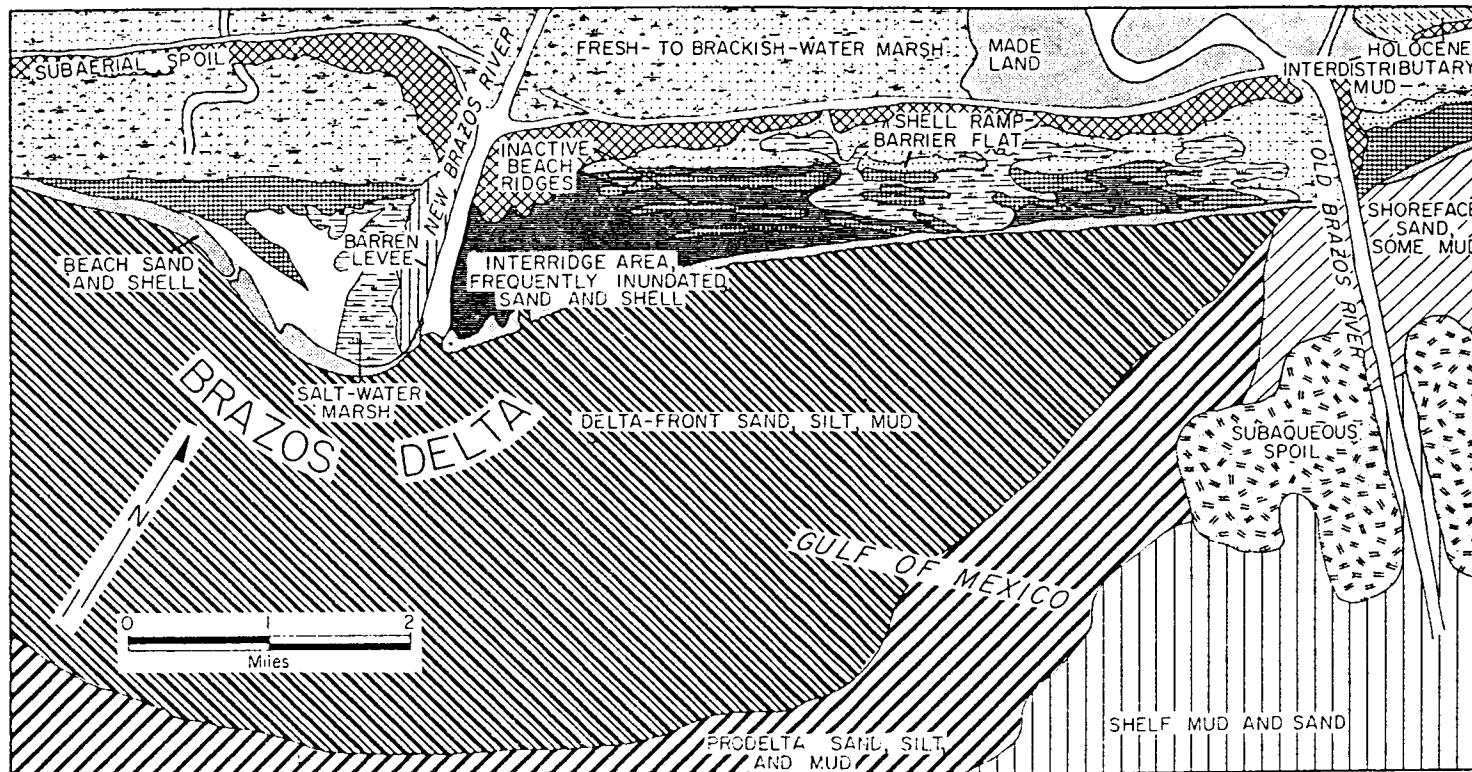 SUBAERIAL SPOIL
NEW BRAZOS RIVER
FRESH- TO BRACKISH-WATER MARSH
MADE
LAND
HOLOCENE
INTERDISTRIBUTARY
MUD
SHELL RAMP-
BARRIER FLAT
INACTIVE
BEACH
RIDGES
OLD BRAZOS RIVER
SHOREFACE
SAND,
SOME MUD
BEACH SAND
AND SHELL
BARREN
LEVEE
INTERRIDGE AREA,
FREQUENTLY INUNDATED
SAND AND SHELL
SALT-WATER
MARSH
BRAZOS DELTA
DELTA-FRONT SAND, SILT, MUD
SUBAQUEOUS
SPOIL
N
GULF OF MEXICO
0 1 2
Miles
SHELF MUD AND SAND
PRODELTA SAND, SILT
AND MUD